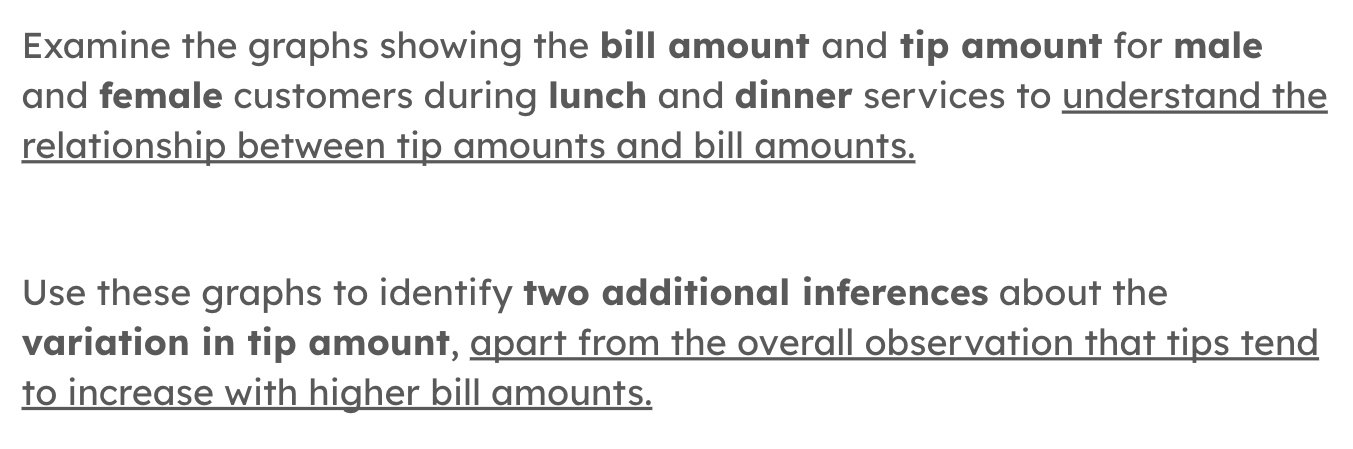 Examine the graphs showing the bill amount and tip amount for male
and female customers during lunch and dinner services to understand the
relationship between tip amounts and bill amounts.
Use these graphs to identify two additional inferences about the
variation in tip amount, apart from the overall observation that tips tend
to increase with higher bill amounts.